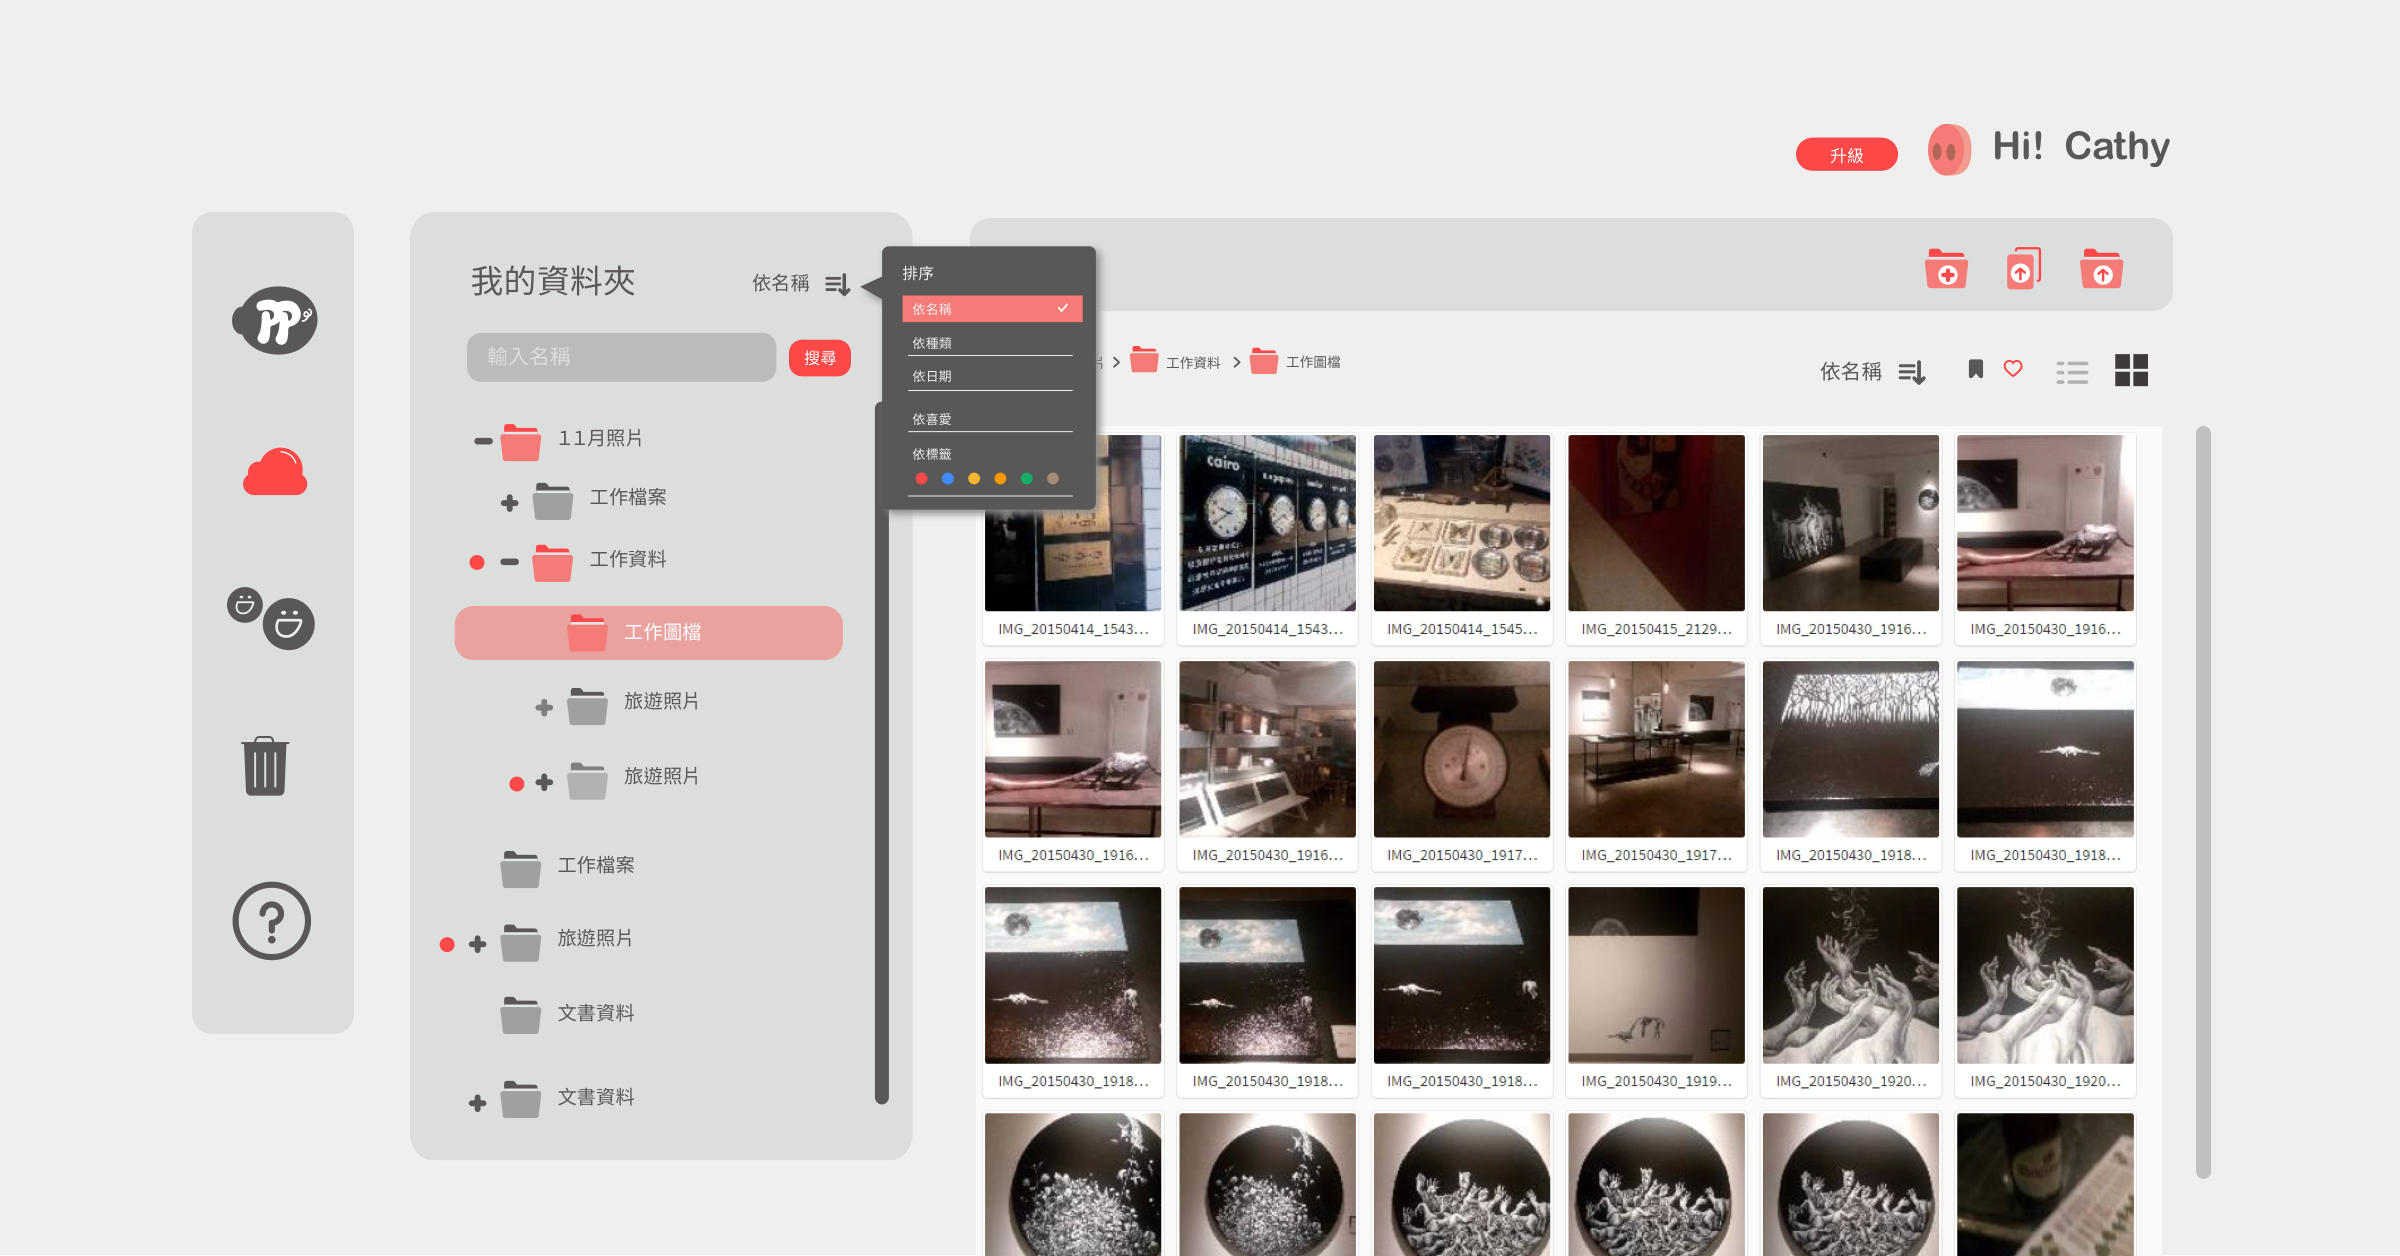 升級
Hi! Cathy
pp
我的資料夾
依名稱
輸入名稱
搜尋
11月照片
工作檔案
工作資料
工作圖檔
旅遊照片
旅遊照片
工作檔案
旅遊照片
文書資料
文書資料
排序
依名稱
依種類
依日期
依喜愛
依標籤
工作資料
工作圖檔
依名稱
cairo
IMG_20150414_1543...
IMG_20150414_1543...
IMG_20150414_1545...
IMG_20150415_2129...
IMG_20150430_1916...
IMG_20150430_1916...
IMG_20150430_1916...
IMG_20150430_1916...
IMG_20150430_1917...
IMG_20150430_1917...
IMG_20150430_1918...
IMG_20150430_1918...
IMG_20150430_1918...
IMG_20150430_1918...
IMG_20150430_1918...
IMG_20150430_1919...
IMG_20150430_1920...
IMG_20150430_1920...